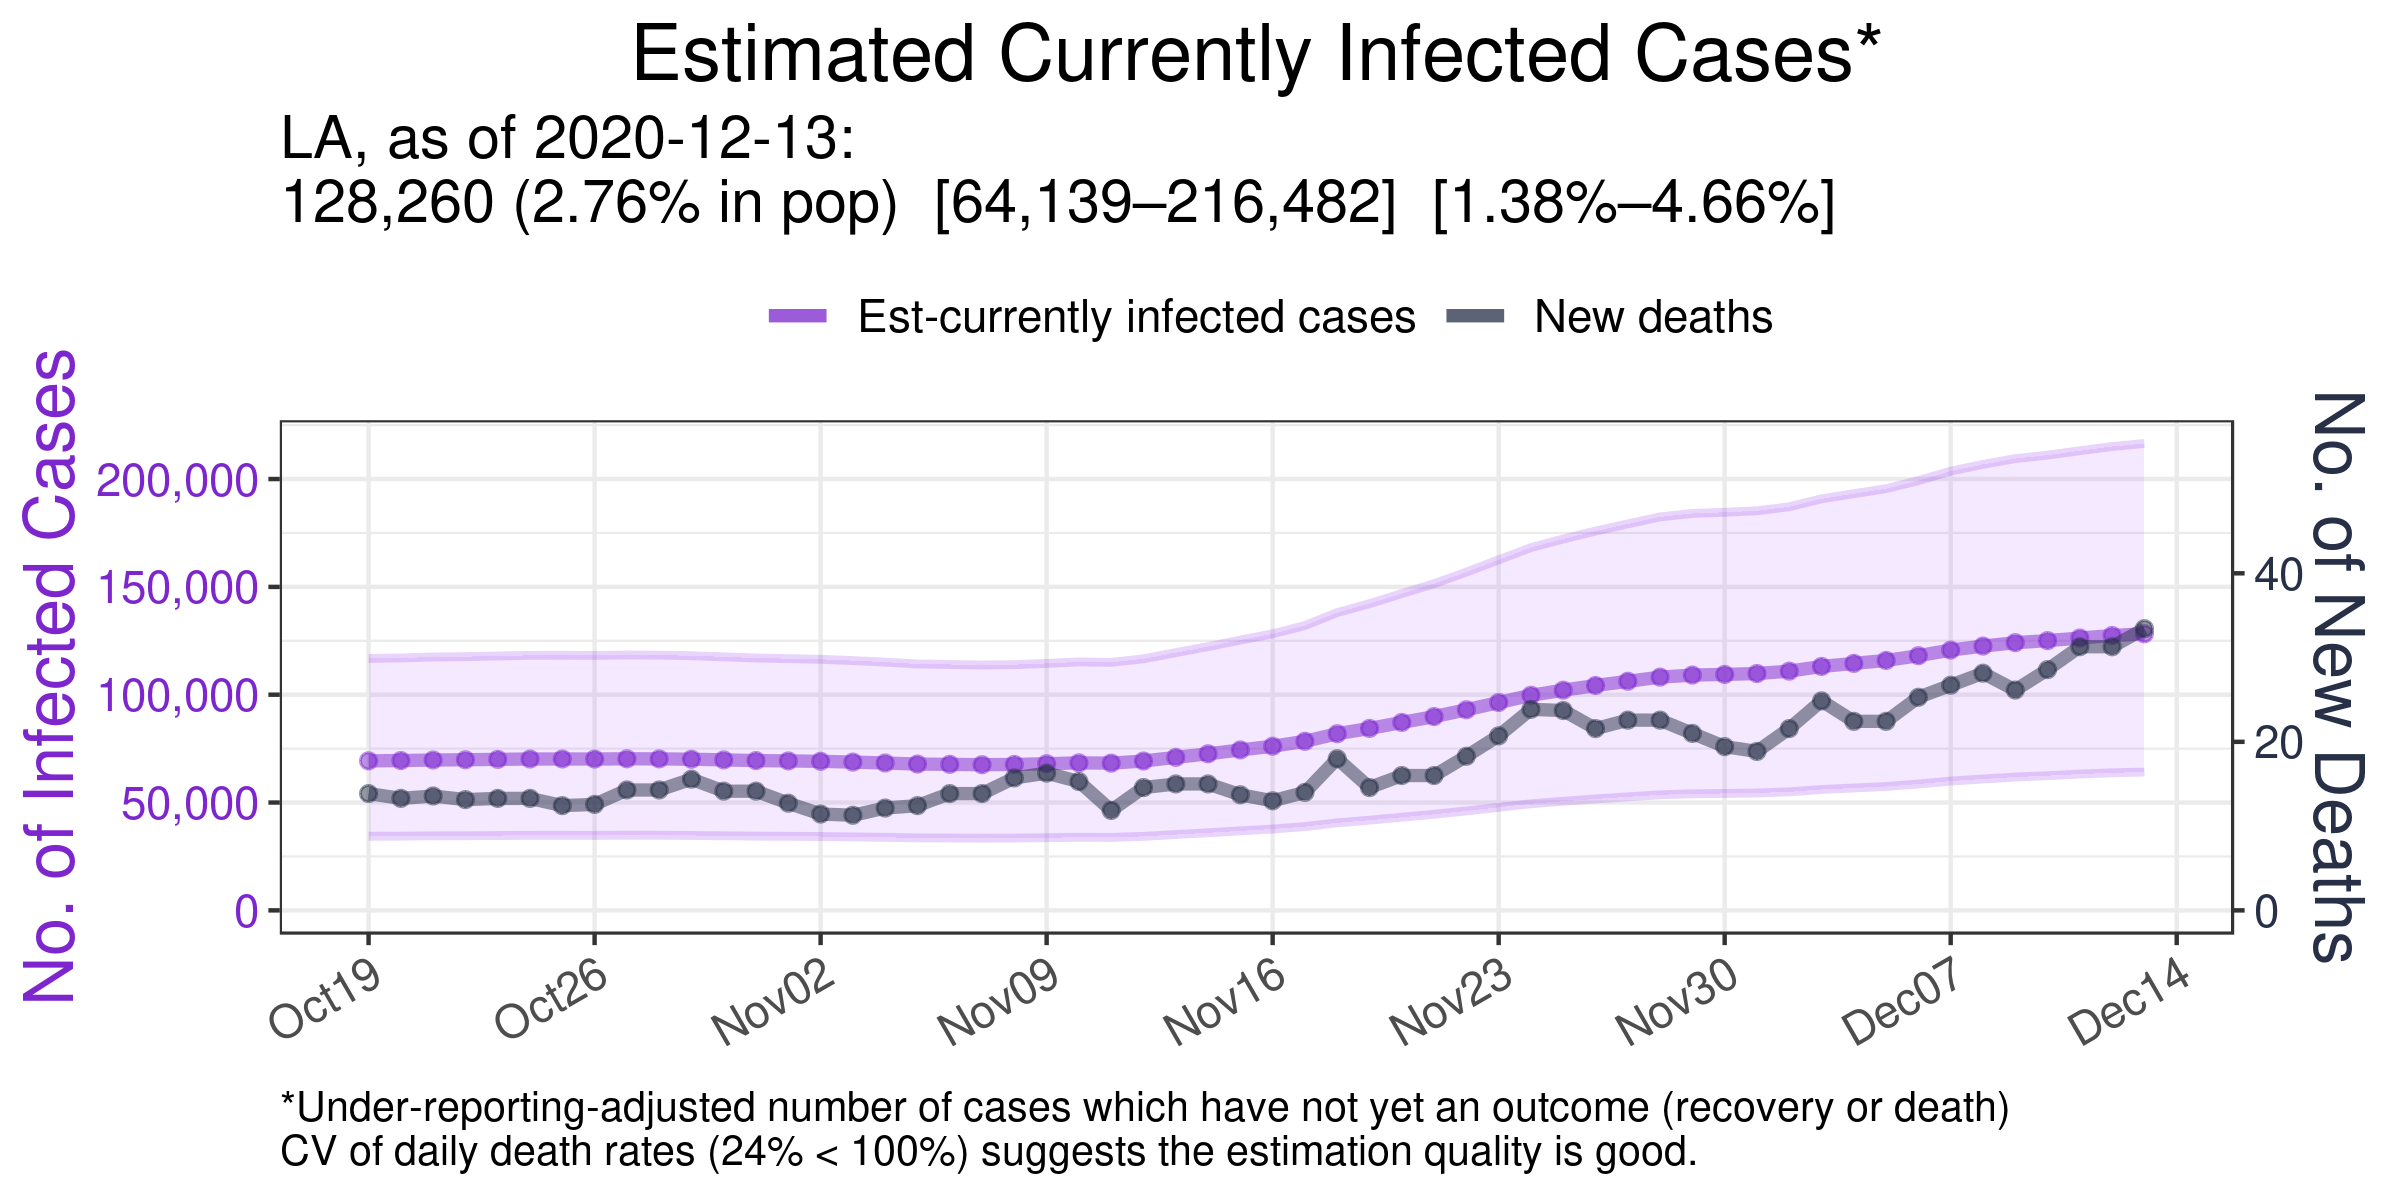 Estimated Currently Infected Cases*
LA, as of 2020-12-13:
128,260 (2.76% in pop) [64,139–216,482] [1.38%–4.66%]
Est-currently infected cases
New deaths
No. of Infected Cases
200,000
150,000
100,000
50,000
0
40
20
0
No. of New Deaths
Oct19
Oct26
Nov02
Nov09
Nov16
Nov23
Nov30
Dec07
Dec14
*Under-reporting-adjusted number of cases which have not yet an outcome (recovery or death)
CV of daily death rates (24% < 100%) suggests the estimation quality is good.